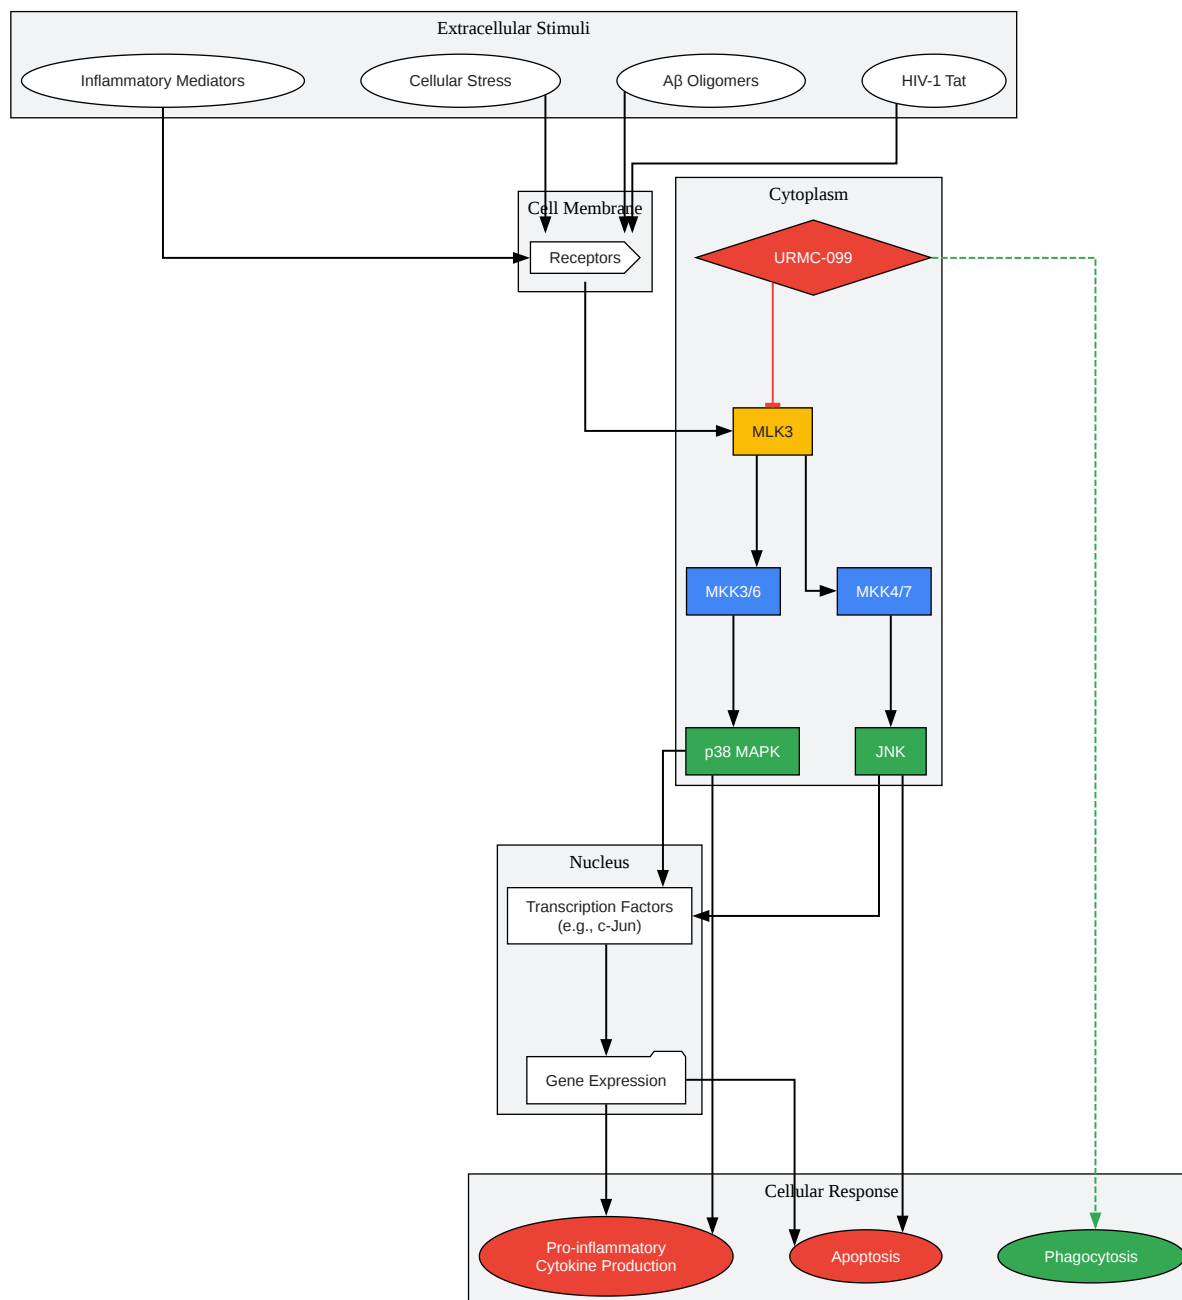 Extracellular Stimuli
Inflammatory Mediators
Cellular Stress
Aβ Oligomers
HIV-1 Tat
Cell Membrane
Cytoplasm
Receptors
URMC-099
MLK3
MKK3/6
MKK4/7
p38 MAPK
JNK
Nucleus
Transcription Factors
(e.g., c-Jun)
Gene Expression
Cellular Response
Pro-inflammatory
Cytokine Production
Apoptosis
Phagocytosis